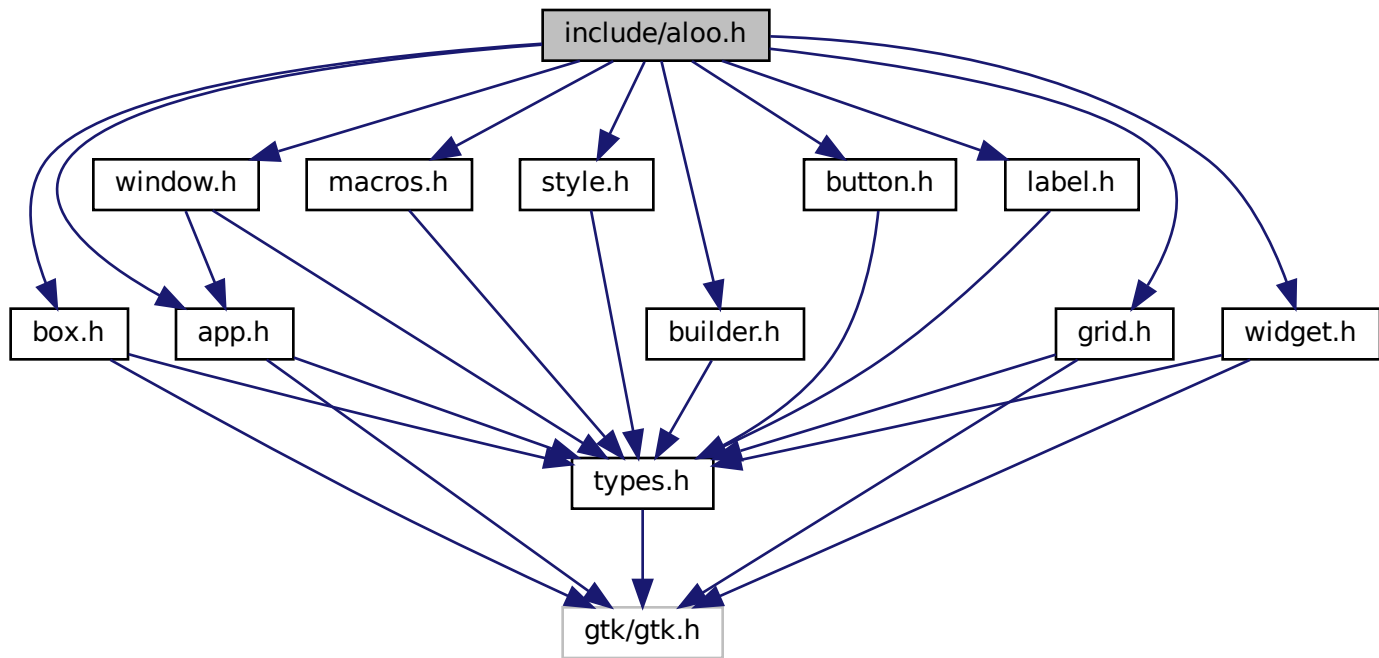 include/aloo.h
window.h
macros.h
style.h
button.h
label.h
box.h
app.h
builder.h
grid.h
widget.h
types.h
gtk/gtk.h